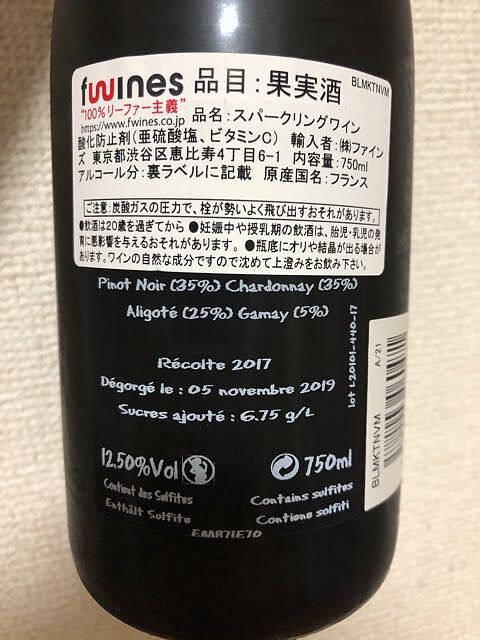 fwines 品目:果実酒
BLMKTNVM
"100%リーファー主義"
https://www.fwines.co.jp 品名:スパークリングワイン
酸化防止剤(亜硫酸塩、ビタミンC) 輸入者:㈱ファイン
ズ 東京都渋谷区恵比寿4丁目6-1 内容量:750ml
アルコール分:裏ラベルに記載 原産国名:フランス
ご注意:炭酸ガスの圧力で、栓が勢いよく飛び出すおそれがあります。
●飲酒は20歳を過ぎてから ●妊娠中や授乳期の飲酒は、胎児・乳児の発
育に悪影響を与えるおそれがあります。●瓶底にオリや結晶が出る場合が
あります。ワインの自然な成分ですので沈めて上澄みをお飲み下さい。
Pinot Noir (35%) Chardonnay (35%)
Aligoté (25%) Gamay (5%)
Récolte 2017
Dégorgé le : 05 novembre 2019
Sucres ajouté : 6.75 g/L
lot L20101-440-17
12.50%Vol
750ml
Contient des Sulfites
Contains sulfites
Enthält Sulfite
Contiene solfiti
EMB71E70
BLMKTNVM
A/21